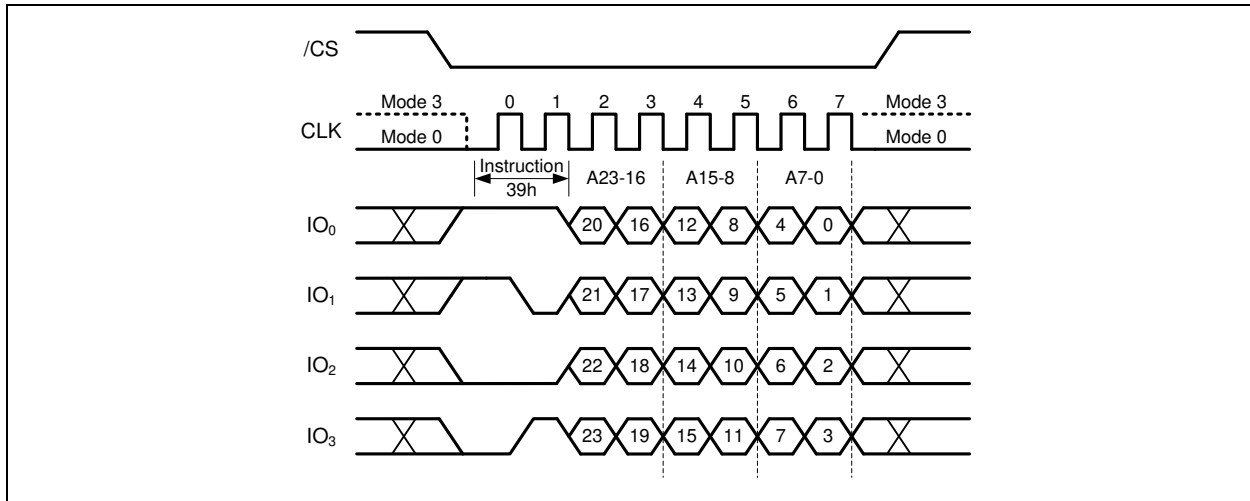 /CS
Mode 3 0 1 2 3 4 5 6 7 Mode 3
CLK Mode 0 Mode 0
Instruction
39h A23-16 A15-8 A7-0
IO₀ 20 16 12 8 4 0
IO₁ 21 17 13 9 5 1
IO₂ 22 18 14 10 6 2
IO₃ 23 19 15 11 7 3